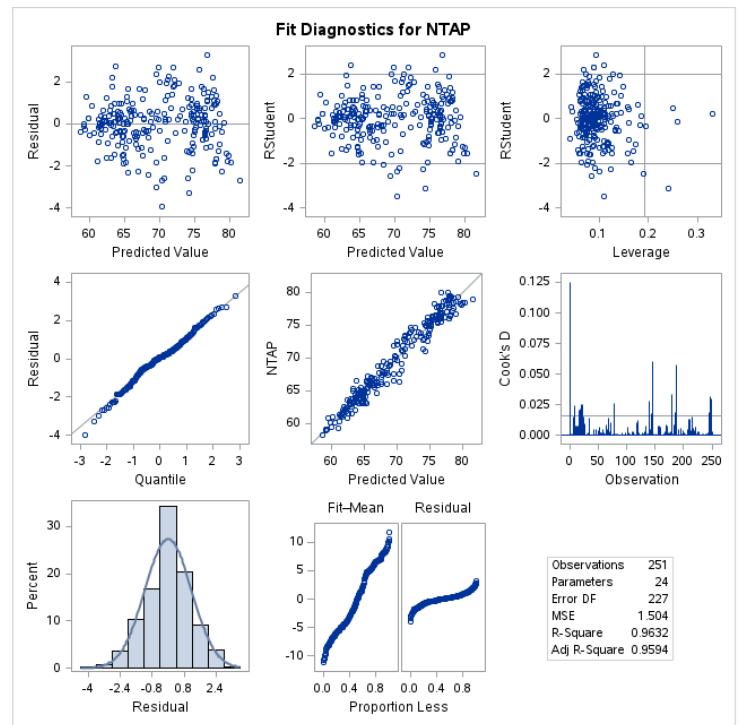 Fit Diagnostics for NTAP
Residual
2
0
-2
-4
60 65 70 75 80
Predicted Value
RStudent
2
0
-2
-4
60 65 70 75 80
Predicted Value
RStudent
2
0
-2
-4
0.1 0.2 0.3
Leverage
Residual
4
2
0
-2
-4
-3 -2 -1 0 1 2 3
Quantile
NTAP
80
75
70
65
60
60 65 70 75 80
Predicted Value
Cook's D
0.125
0.100
0.075
0.050
0.025
0.000
0 50 100 150 200 250
Observation
Percent
30
20
10
0
-4 -2.4 -0.8 0.8 2.4
Residual
Fit–Mean Residual
10
5
0
-5
-10
0.0 0.4 0.8 0.0 0.4 0.8
Proportion Less
Observations 251
Parameters 24
Error DF 227
MSE 1.504
R-Square 0.9632
Adj R-Square 0.9594